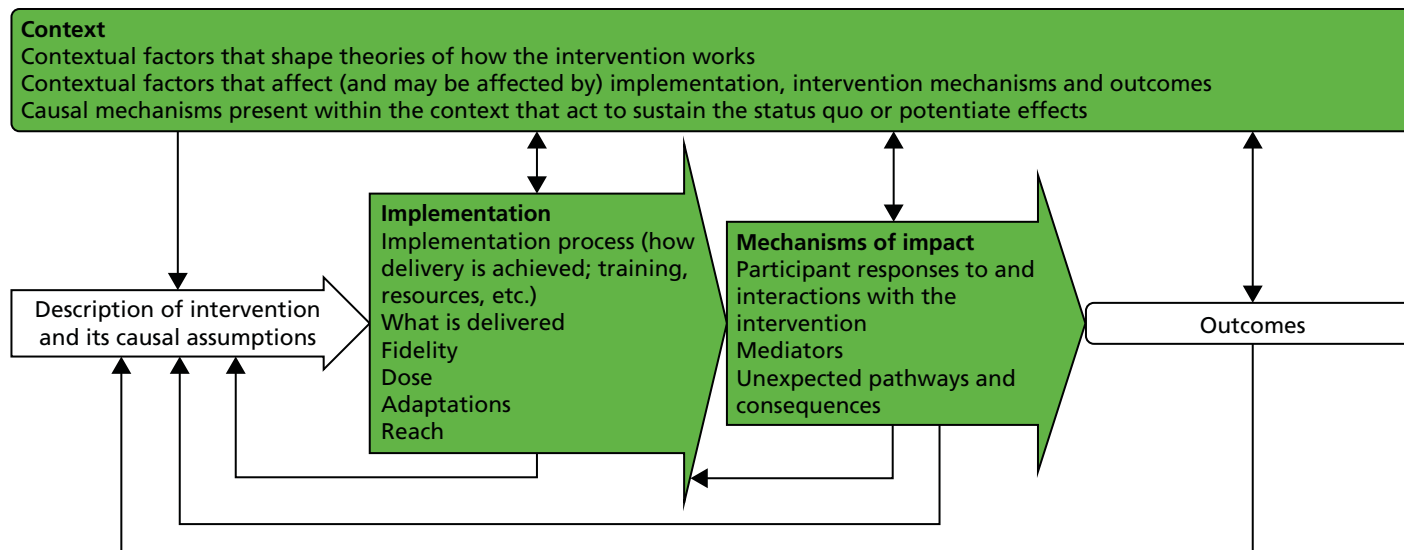 Context
Contextual factors that shape theories of how the intervention works
Contextual factors that affect (and may be affected by) implementation, intervention mechanisms and outcomes
Causal mechanisms present within the context that act to sustain the status quo or potentiate effects
Description of intervention
and its causal assumptions
Implementation
Implementation process (how
delivery is achieved; training,
resources, etc.)
What is delivered
Fidelity
Dose
Adaptations
Reach
Mechanisms of impact
Participant responses to and
interactions with the
intervention
Mediators
Unexpected pathways and
consequences
Outcomes